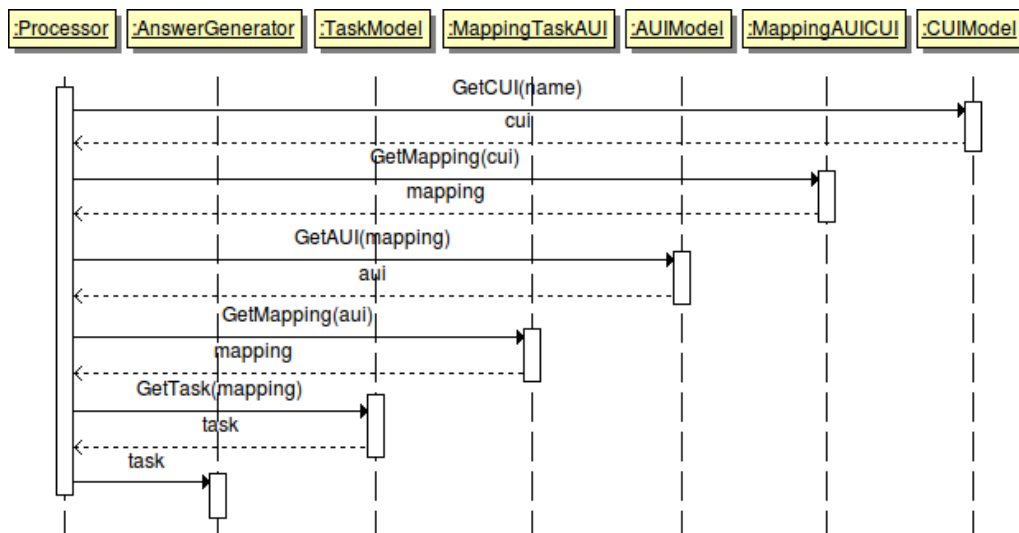 :Processor :AnswerGenerator :TaskModel :MappingTaskAUI :AUIModel :MappingAUICUI :CUIModel
GetCUI(name)
cui
GetMapping(cui)
mapping
GetAUI(mapping)
aui
GetMapping(aui)
mapping
GetTask(mapping)
task
task